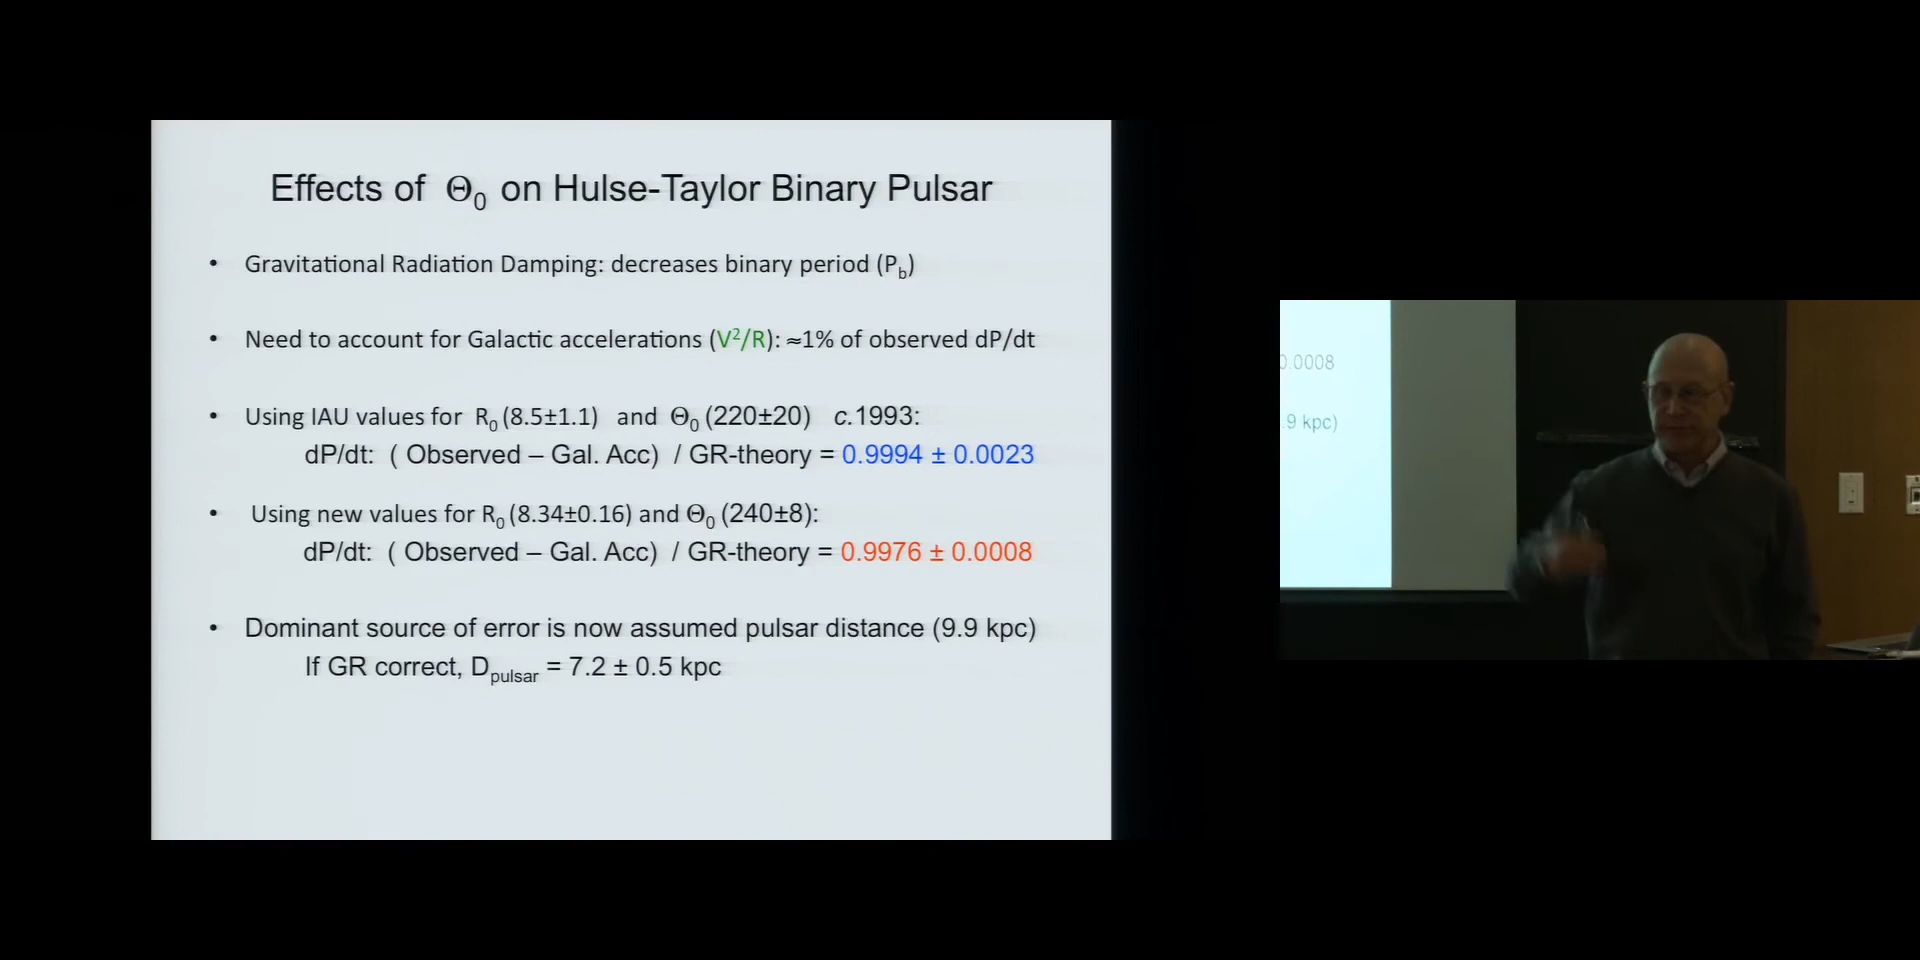 Effects of Θ₀ on Hulse-Taylor Binary Pulsar
• Gravitational Radiation Damping: decreases binary period (P_b)
• Need to account for Galactic accelerations (V²/R): ≈1% of observed dP/dt
• Using IAU values for R₀ (8.5±1.1) and Θ₀ (220±20) c.1993:
dP/dt: ( Observed – Gal. Acc) / GR-theory = 0.9994 ± 0.0023
• Using new values for R₀ (8.34±0.16) and Θ₀ (240±8):
dP/dt: ( Observed – Gal. Acc) / GR-theory = 0.9976 ± 0.0008
• Dominant source of error is now assumed pulsar distance (9.9 kpc)
If GR correct, D_pulsar = 7.2 ± 0.5 kpc
0.0008
.9 kpc)